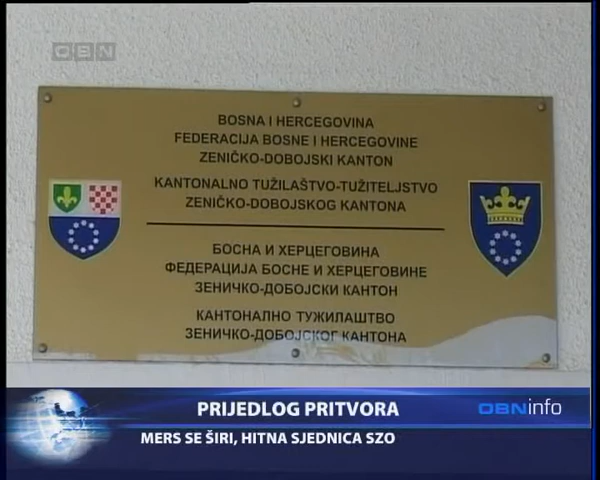 OBN
BOSNA I HERCEGOVINA
FEDERACIJA BOSNE I HERCEGOVINE
ZENIČKO-DOBOJSKI KANTON
KANTONALNO TUŽILAŠTVO-TUŽITELJSTVO
ZENIČKO-DOBOJSKOG KANTONA
БОСНА И ХЕРЦЕГОВИНА
ФЕДЕРАЦИЈА БОСНЕ И ХЕРЦЕГОВИНЕ
ЗЕНИЧКО-ДОБОЈСКИ КАНТОН
КАНТОНАЛНО ТУЖИЛАШТВО
ЗЕНИЧКО-ДОБОЈСКОГ КАНТОНА
PRIJEDLOG PRITVORA
OBNinfo
MERS SE ŠIRI, HITNA SJEDNICA SZO